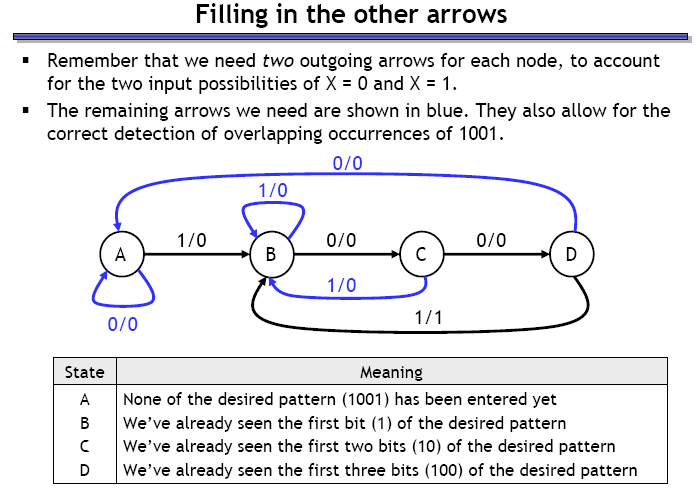 Filling in the other arrows
▪ Remember that we need two outgoing arrows for each node, to account
for the two input possibilities of X = 0 and X = 1.
▪ The remaining arrows we need are shown in blue. They also allow for the
correct detection of overlapping occurrences of 1001.
0/0
1/0
1/0
0/0
0/0
A
B
C
D
1/0
0/0
1/1
State Meaning
A None of the desired pattern (1001) has been entered yet
B We’ve already seen the first bit (1) of the desired pattern
C We’ve already seen the first two bits (10) of the desired pattern
D We’ve already seen the first three bits (100) of the desired pattern